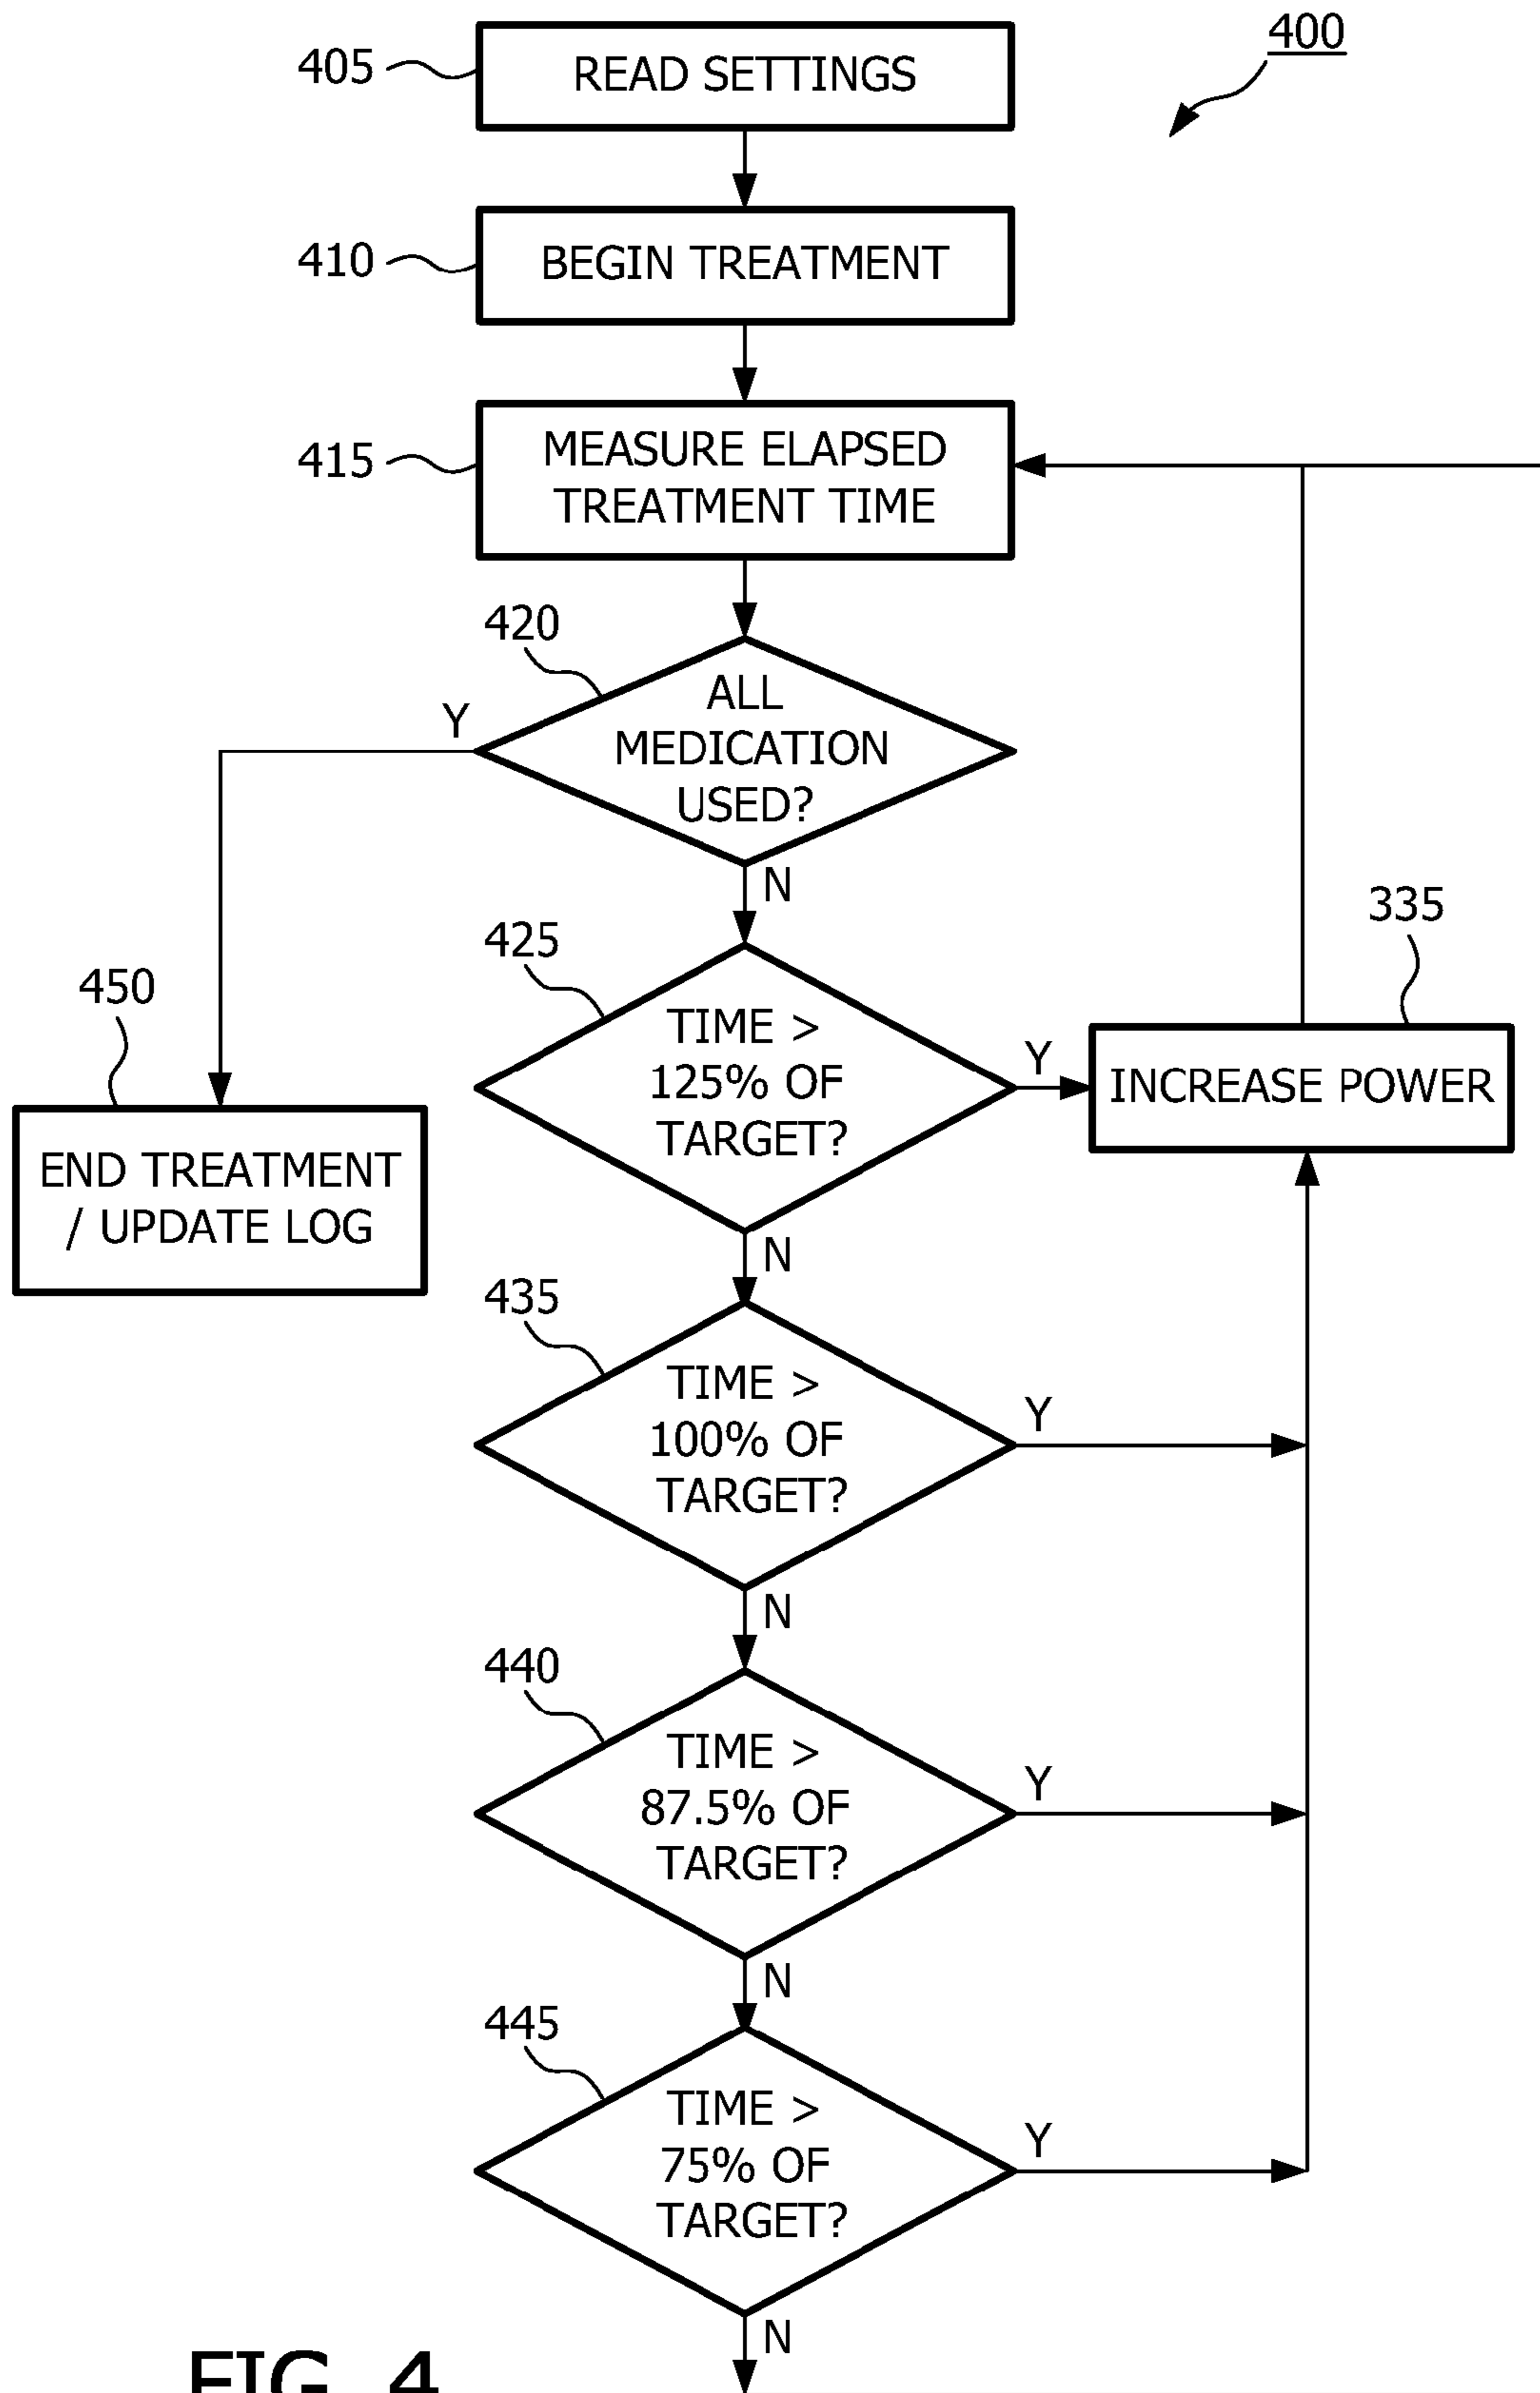 400
405
READ SETTINGS
410
BEGIN TREATMENT
415
MEASURE ELAPSED
TREATMENT TIME
420
ALL
MEDICATION
USED?
Y
N
425
TIME >
125% OF
TARGET?
Y
N
335
INCREASE POWER
450
END TREATMENT
/ UPDATE LOG
435
TIME >
100% OF
TARGET?
Y
N
440
TIME >
87.5% OF
TARGET?
Y
N
445
TIME >
75% OF
TARGET?
Y
N
FIG. 4